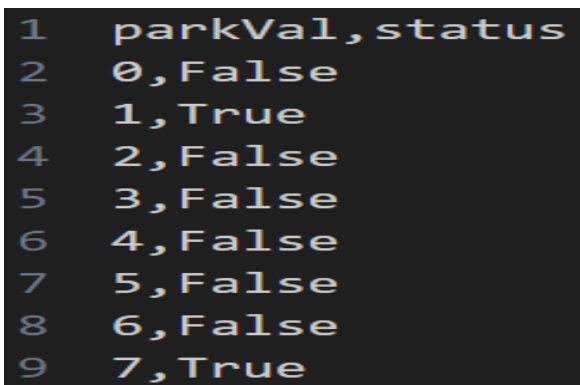 1 parkVal,status
2 0,False
3 1,True
4 2,False
5 3,False
6 4,False
7 5,False
8 6,False
9 7,True